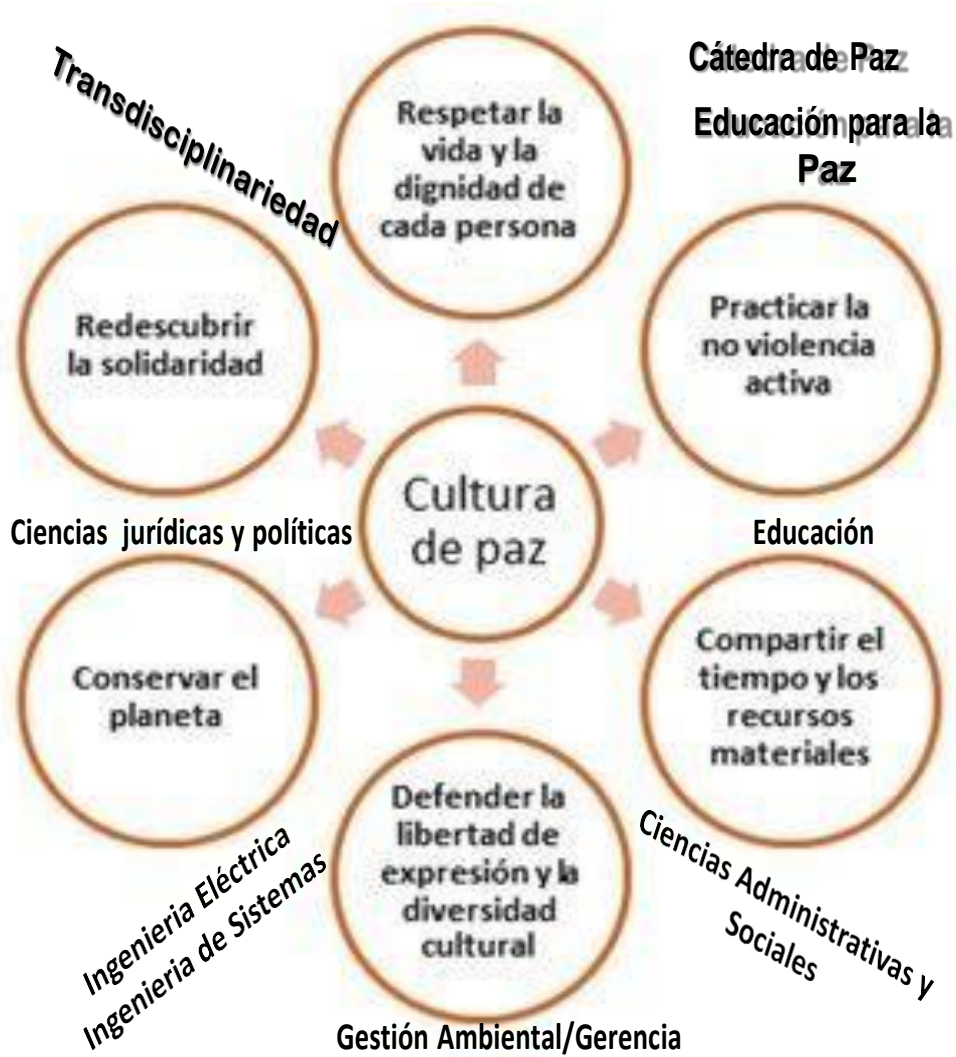 Transdisciplinariedad
Cátedra de Paz
Educación para la
Paz
Respetar la
vida y la
dignidad de
cada persona
Redescubrir
la solidaridad
Practicar la
no violencia
activa
Cultura
de paz
Ciencias jurídicas y políticas
Educación
Conservar el
planeta
Compartir el
tiempo y los
recursos
materiales
Defender la
libertad de
expresión y la
diversidad
cultural
Ingenieria Eléctrica
Ingenieria de Sistemas
Ciencias Administrativas y
Sociales
Gestión Ambiental/Gerencia